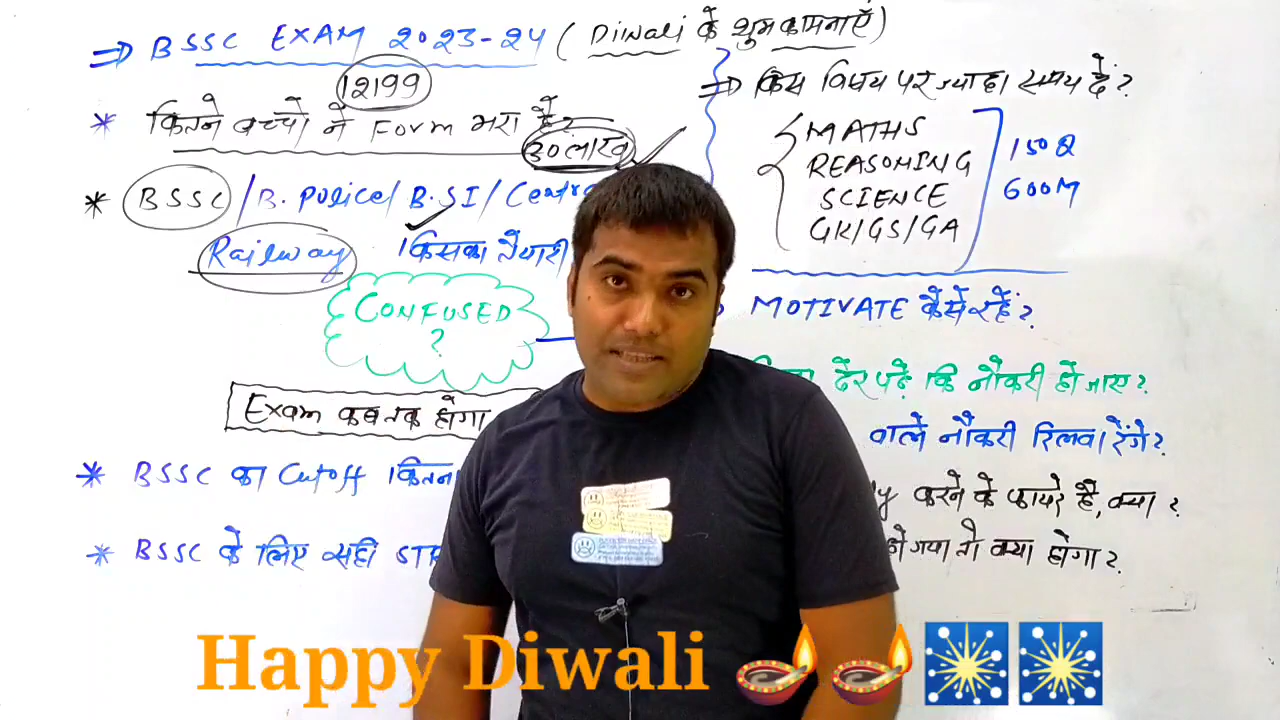 ⇒ BSSC EXAM 2023-24 (Diwali के शुभकामनाएँ)
12199
* कितने बच्चो ने Form भरा है?
30 लाख
* BSSC/B. Police/B.SI/Centra
Railway किसका तैयारी
CONFUSED
?
Exam कब तक होगा
* BSSC का Cutoff कितना
* BSSC के लिए सही STR
⇒ किस विषय पर ज्यादा समय दें?
MATHS
REASONING
SCIENCE
GK/GS/GA
150 Q
600M
MOTIVATE कैसे रहें?
देर पढ़े कि नौकरी हो जाए?
वाले नौकरी दिलवा देंगे?
करने के फायदे है, क्या?
हो गया तो क्या होगा?
Happy Diwali